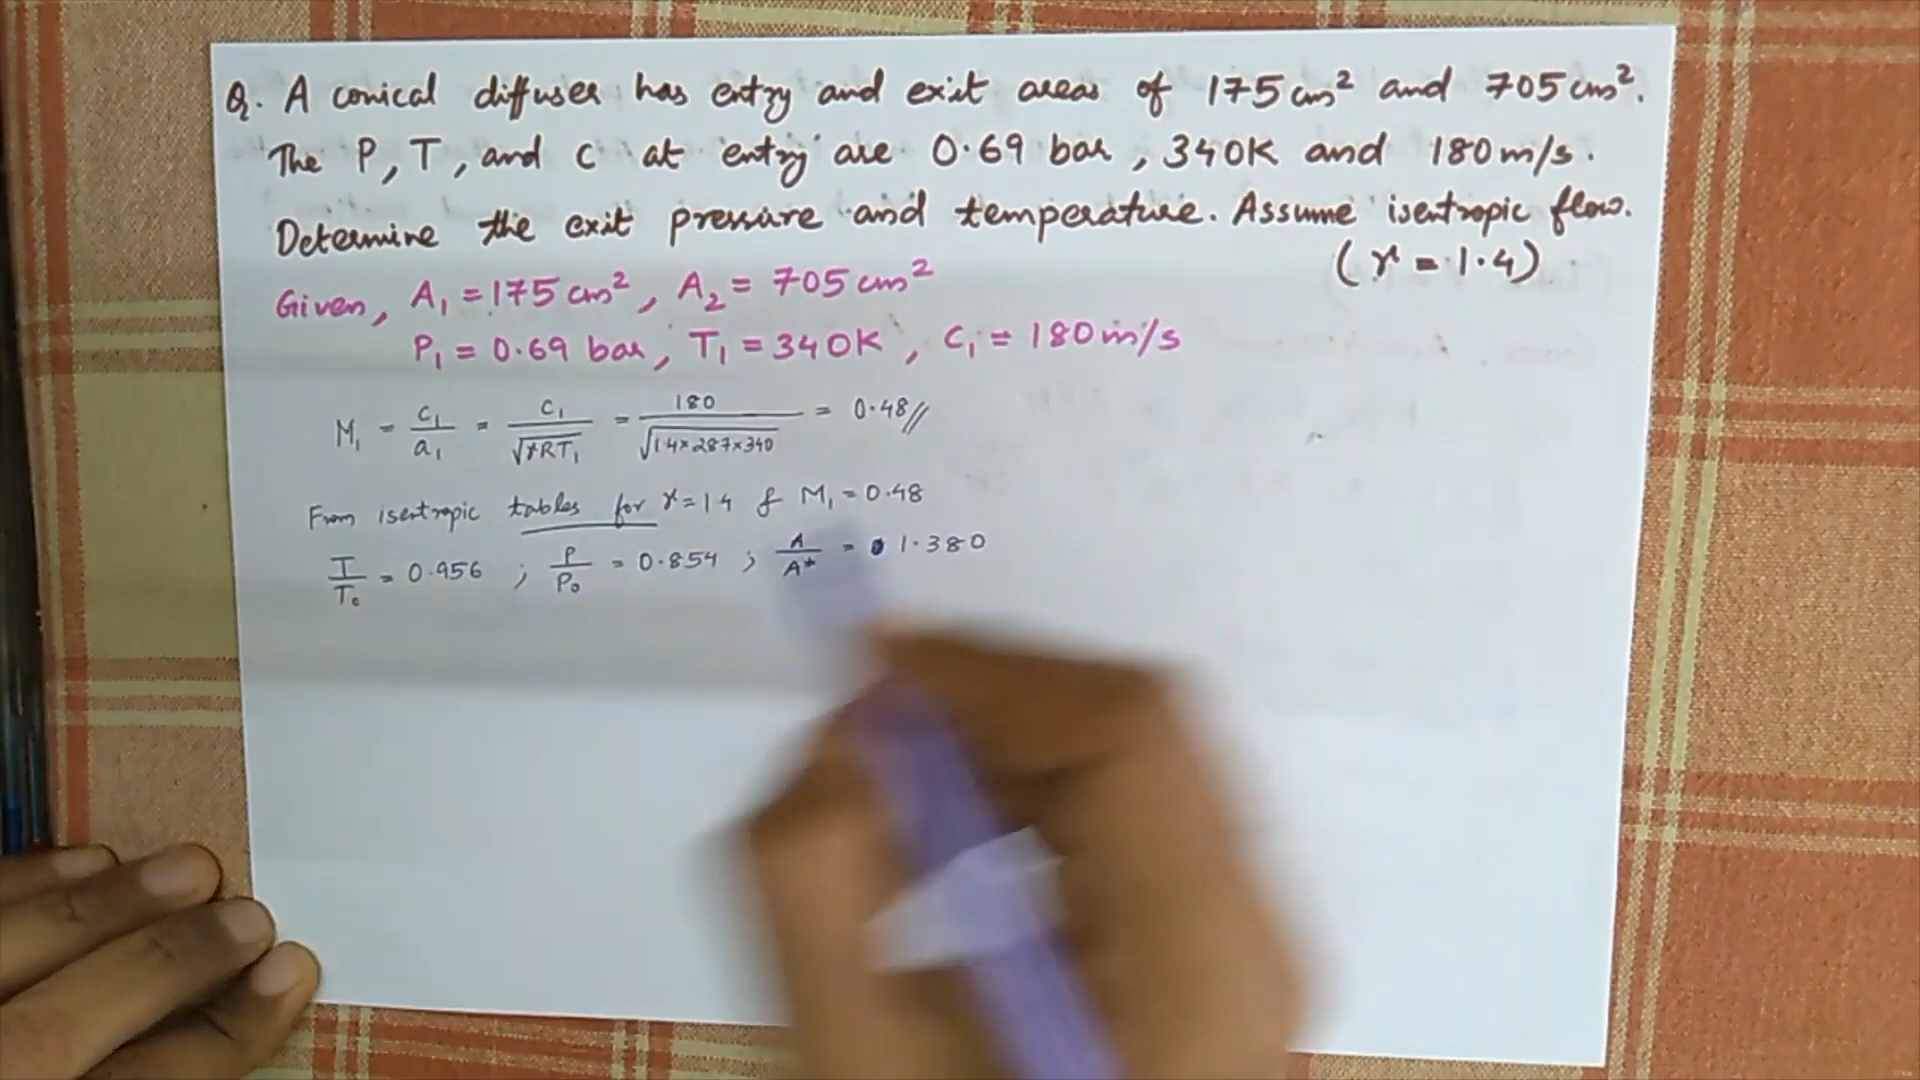 Q. A conical diffuser has entry and exit areas of 175 cm² and 705 cm².
The P, T, and C at entry are 0.69 bar, 340K and 180 m/s.
Determine the exit pressure and temperature. Assume isentropic flow.
(γ = 1.4)
Given, A₁ = 175 cm², A₂ = 705 cm²
P₁ = 0.69 bar, T₁ = 340K, C₁ = 180 m/s
M₁ = C₁/a₁ = C₁/√γRT₁ = 180/√1.4×287×340 = 0.48//
From isentropic tables for γ = 1.4 & M₁ = 0.48
T/T₀ = 0.956 ; P/P₀ = 0.854 ; A/A* = 1.380